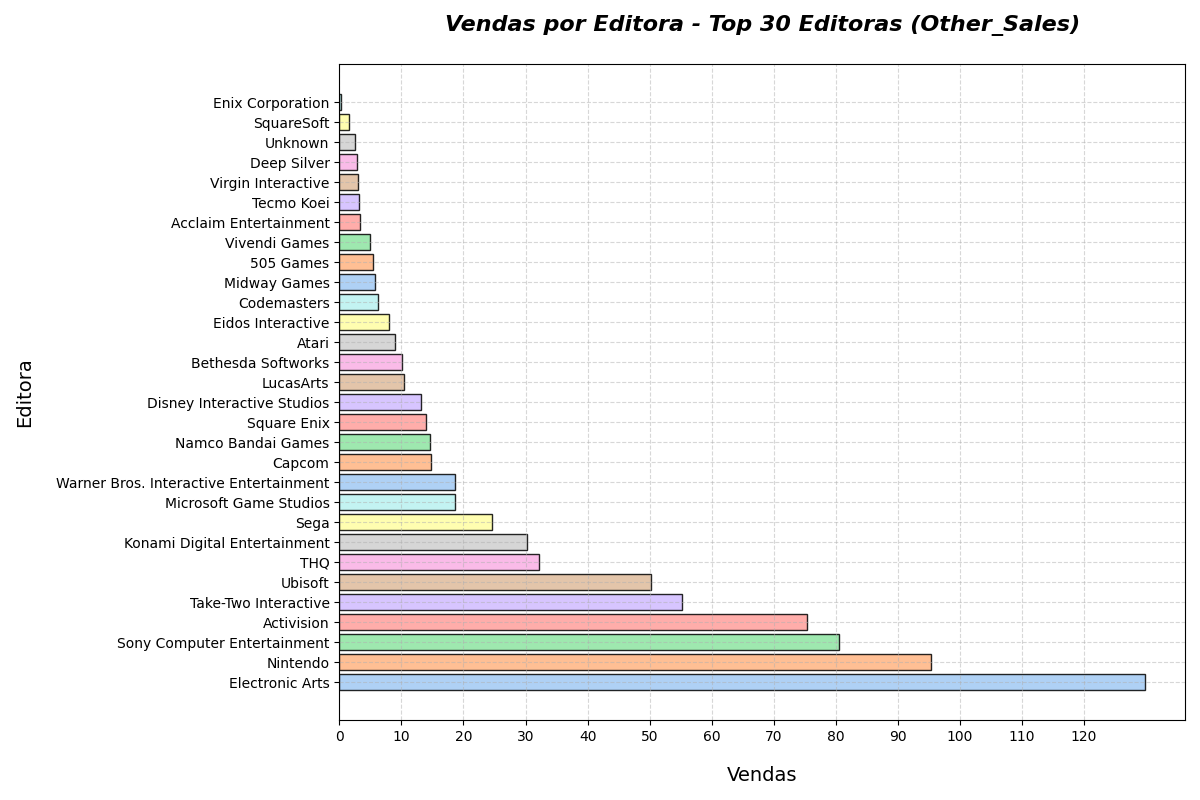 Vendas por Editora - Top 30 Editoras (Other_Sales)
Editora
Enix Corporation
SquareSoft
Unknown
Deep Silver
Virgin Interactive
Tecmo Koei
Acclaim Entertainment
Vivendi Games
505 Games
Midway Games
Codemasters
Eidos Interactive
Atari
Bethesda Softworks
LucasArts
Disney Interactive Studios
Square Enix
Namco Bandai Games
Capcom
Warner Bros. Interactive Entertainment
Microsoft Game Studios
Sega
Konami Digital Entertainment
THQ
Ubisoft
Take-Two Interactive
Activision
Sony Computer Entertainment
Nintendo
Electronic Arts
0 10 20 30 40 50 60 70 80 90 100 110 120
Vendas